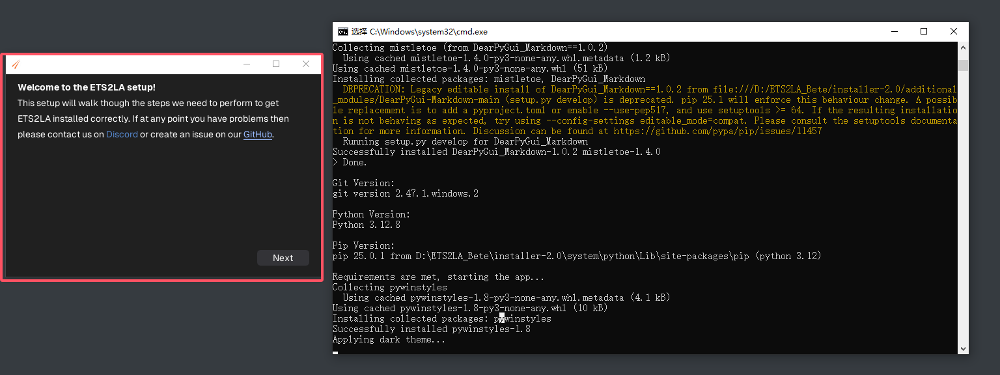 Welcome to the ETS2LA setup!
This setup will walk though the steps we need to perform to get
ETS2LA installed correctly. If at any point you have problems then
please contact us on Discord or create an issue on our GitHub.
Next
选择 C:\Windows\system32\cmd.exe
Collecting mistletoe (from DearPyGui_Markdown==1.0.2)
  Using cached mistletoe-1.4.0-py3-none-any.whl.metadata (1.2 kB)
Using cached mistletoe-1.4.0-py3-none-any.whl (51 kB)
Installing collected packages: mistletoe, DearPyGui_Markdown
  DEPRECATION: Legacy editable install of DearPyGui_Markdown==1.0.2 from file:///D:/ETS2LA_Bete/installer-2.0/additional
_modules/DearPyGui-Markdown-main (setup.py develop) is deprecated. pip 25.1 will enforce this behaviour change. A possib
le replacement is to add a pyproject.toml or enable --use-pep517, and use setuptools >= 64. If the resulting installatio
n is not behaving as expected, try using --config-settings editable_mode=compat. Please consult the setuptools documenta
tion for more information. Discussion can be found at https://github.com/pypa/pip/issues/11457
  Running setup.py develop for DearPyGui_Markdown
Successfully installed DearPyGui_Markdown-1.0.2 mistletoe-1.4.0
> Done.
Git Version:
git version 2.47.1.windows.2
Python Version:
Python 3.12.8
Pip Version:
pip 25.0.1 from D:\ETS2LA_Bete\installer-2.0\system\python\Lib\site-packages\pip (python 3.12)
Requirements are met, starting the app...
Collecting pywinstyles
  Using cached pywinstyles-1.8-py3-none-any.whl.metadata (4.1 kB)
Using cached pywinstyles-1.8-py3-none-any.whl (10 kB)
Installing collected packages: pywinstyles
Successfully installed pywinstyles-1.8
Applying dark theme...